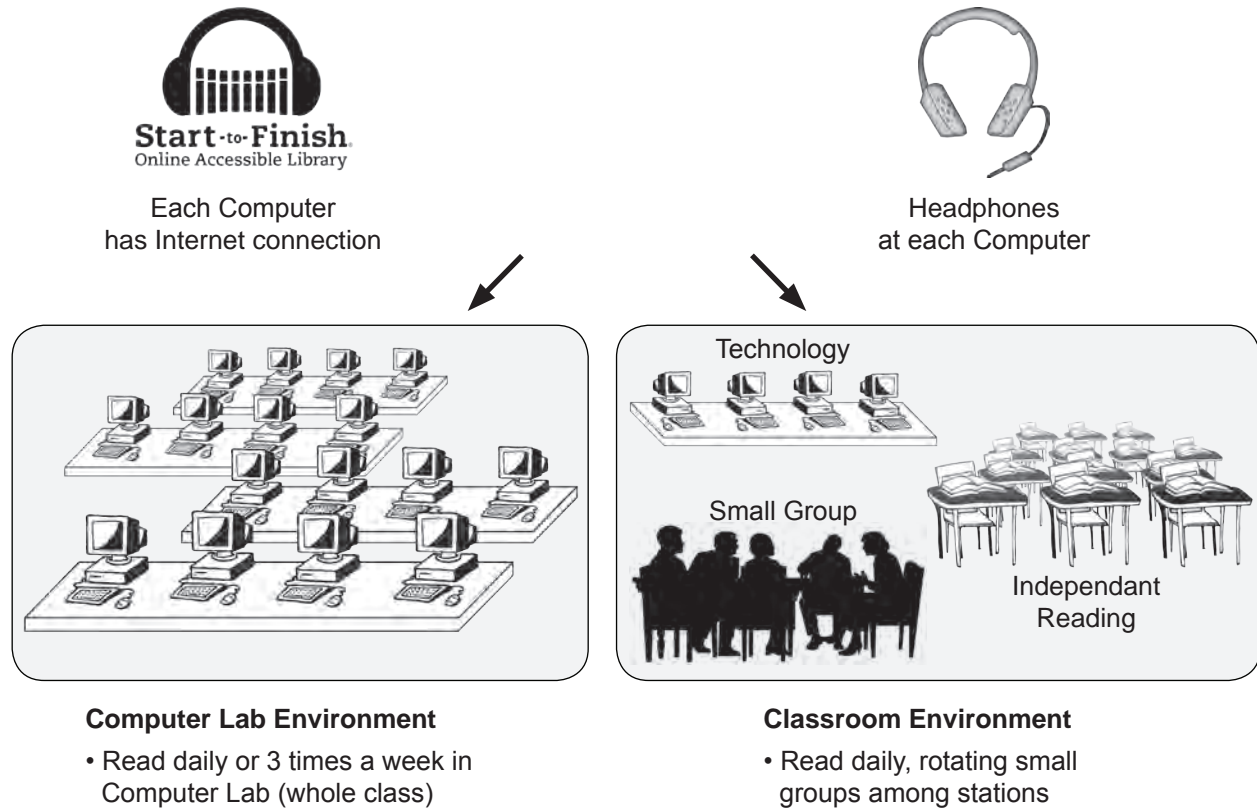 Start-to-Finish®
Online Accessible Library
Each Computer
has Internet connection
Headphones
at each Computer
Technology
Small Group
Independant
Reading
Computer Lab Environment
• Read daily or 3 times a week in
Computer Lab (whole class)
Classroom Environment
• Read daily, rotating small
groups among stations